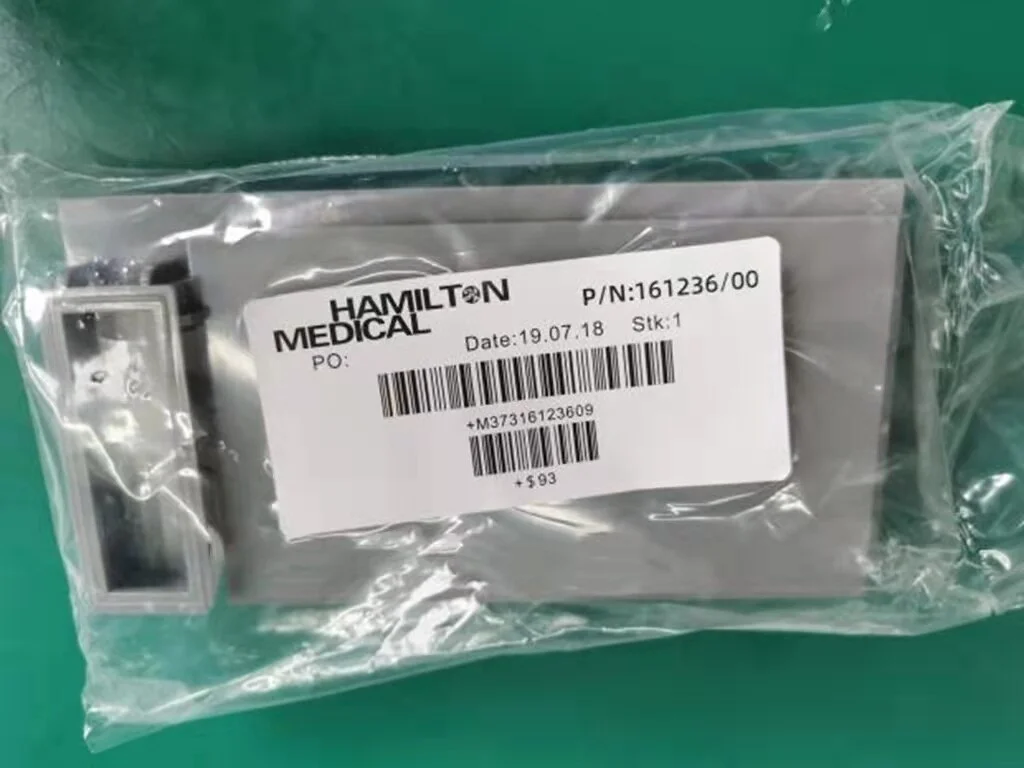 HAMILTON
MEDICAL
P/N:161236/00
PO:
Date:19.07.18 Stk:1
+M37316123609
+$93